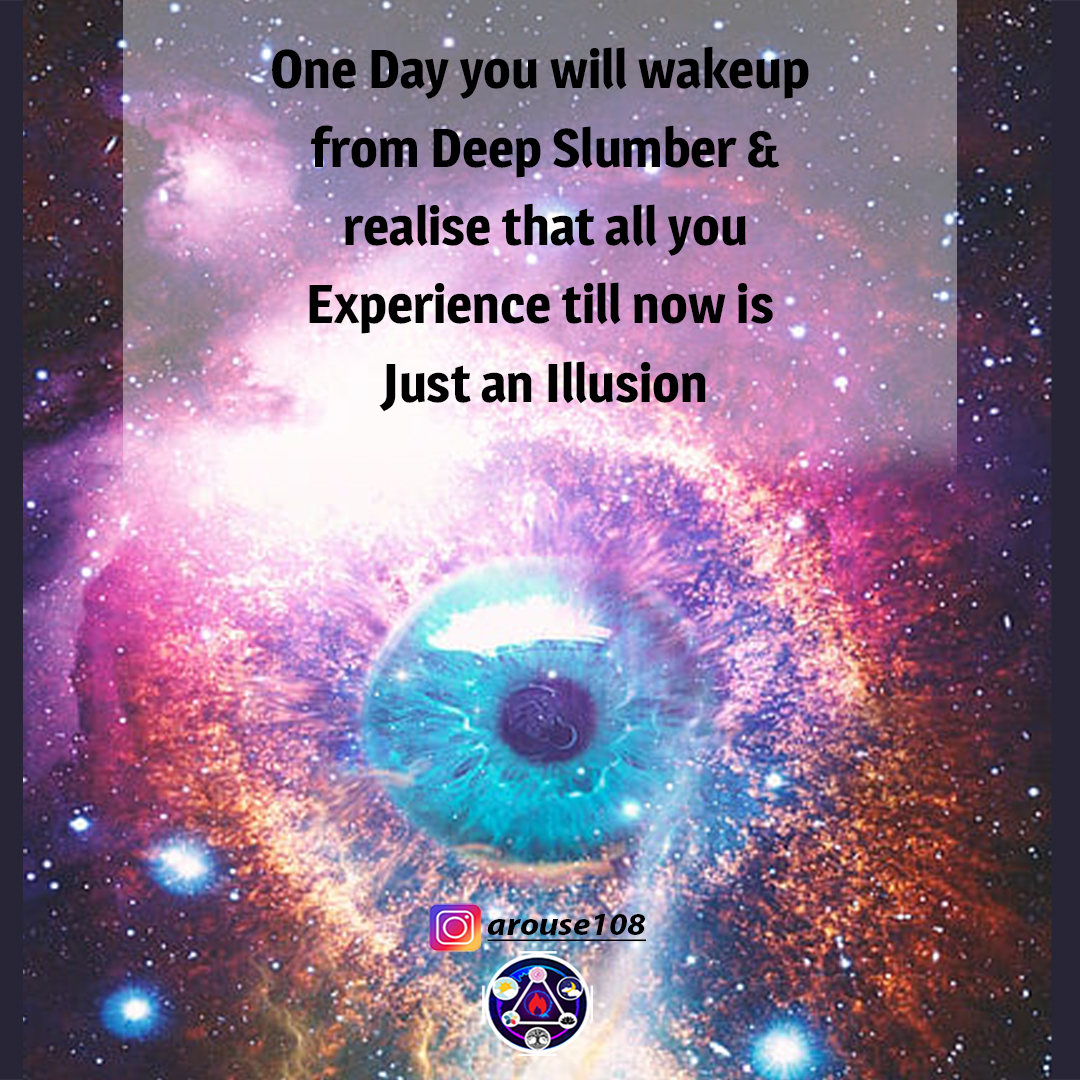 One Day you will wakeup
from Deep Slumber &
realise that all you
Experience till now is
Just an Illusion
arouse108